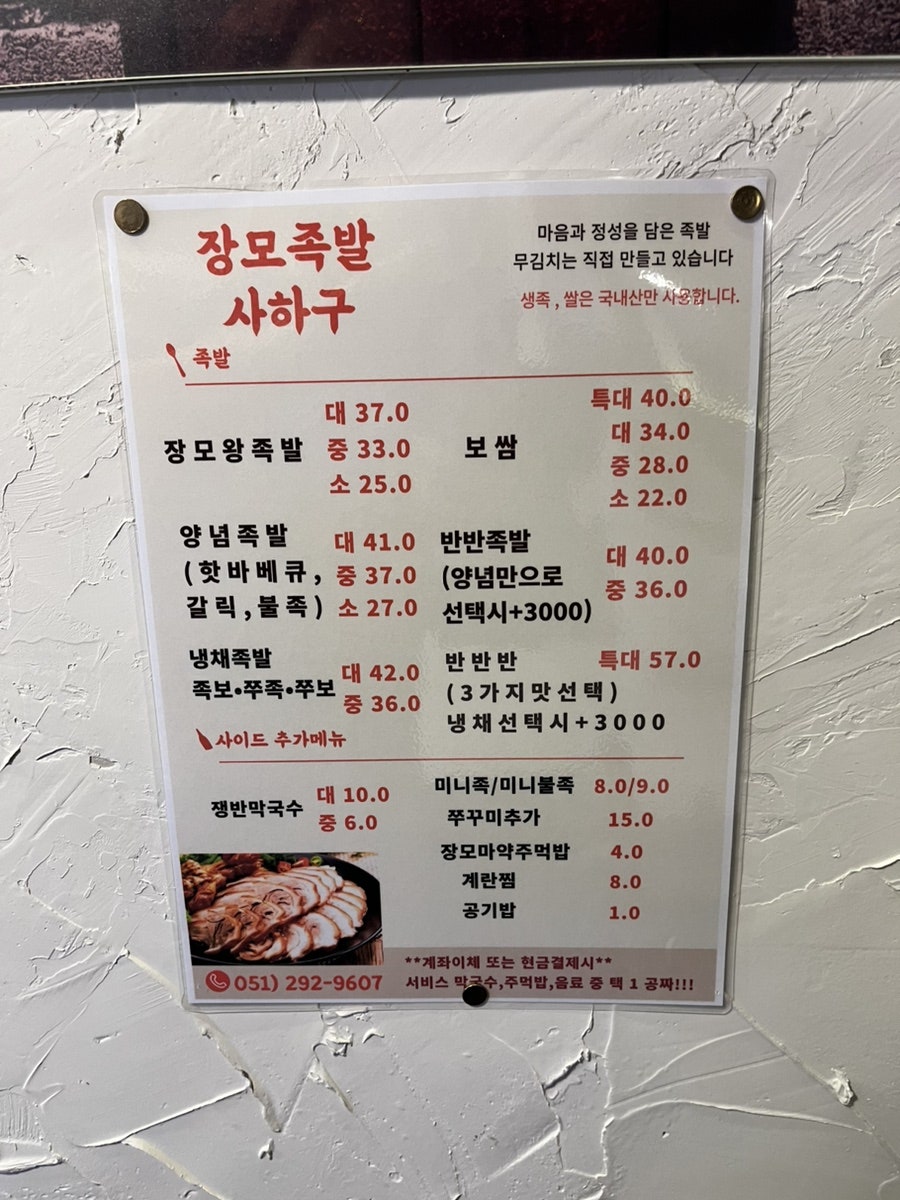 장모족발
사하구
마음과 정성을 담은 족발
무김치는 직접 만들고 있습니다
생족 , 쌀은 국내산만 사용합니다.
족발
장모왕족발
대 37.0
중 33.0
소 25.0
보쌈
특대 40.0
대 34.0
중 28.0
소 22.0
양념족발
(핫바베큐,
갈릭,불족)
대 41.0
중 37.0
소 27.0
반반족발
(양념만으로
선택시+3000)
대 40.0
중 36.0
냉채족발
족보•쭈족•쭈보
대 42.0
중 36.0
반반반
(3가지맛선택)
냉채선택시+3000
특대 57.0
사이드 추가메뉴
쟁반막국수
대 10.0
중 6.0
미니족/미니불족 8.0/9.0
쭈꾸미추가 15.0
장모마약주먹밥 4.0
계란찜 8.0
공기밥 1.0
051) 292-9607
**계좌이체 또는 현금결제시**
서비스 막국수,주먹밥,음료 중 택 1 공짜!!!